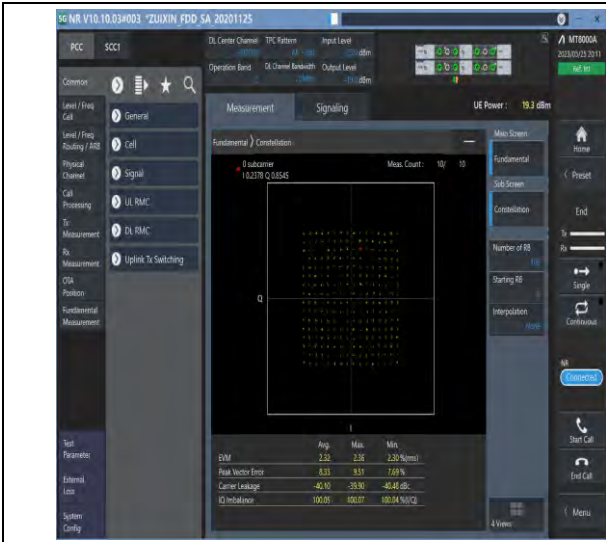 5G NR V10.10.03#003 *ZUIXIN_FDD_SA_20201125
PCC
SCC1
DL Center Channel
TPC Pattern
Input Level
dBm
Operation Band
DL Channel Bandwidth
Output Level
dBm
MT8000A
2023/05/23 20:11
Common
Level / Freq
Cell
Level / Freq
Routing / ARB
Physical
Channel
Call
Processing
Tx
Measurement
Rx
Measurement
OTA
Position
Fundamental
Measurement
Test
Parameter
External
Loss
System
Config
General
Cell
Signal
UL RMC
DL RMC
Uplink Tx Switching
Measurement
Signaling
UE Power : 19.3 dBm
Fundamental
Constellation
0 subcarrier
Meas. Count : 10/ 10
I 0.2378 Q 0.8545
Q
I
Avg. Max. Min.
EVM 2.32 2.36 2.30 %(rms)
Peak Vector Error 8.33 9.51 7.69 %
Carrier Leakage -40.10 -39.90 -40.48 dBc
IQ Imbalance 100.05 100.07 100.04 %(I/Q)
Main Screen
Fundamental
Sub Screen
Constellation
Number of RB
Starting RB
Interpolation
None
4 Views
Home
Preset
End
Tx
Rx
Single
Continuous
NR
Connected
Start Call
End Call
Menu